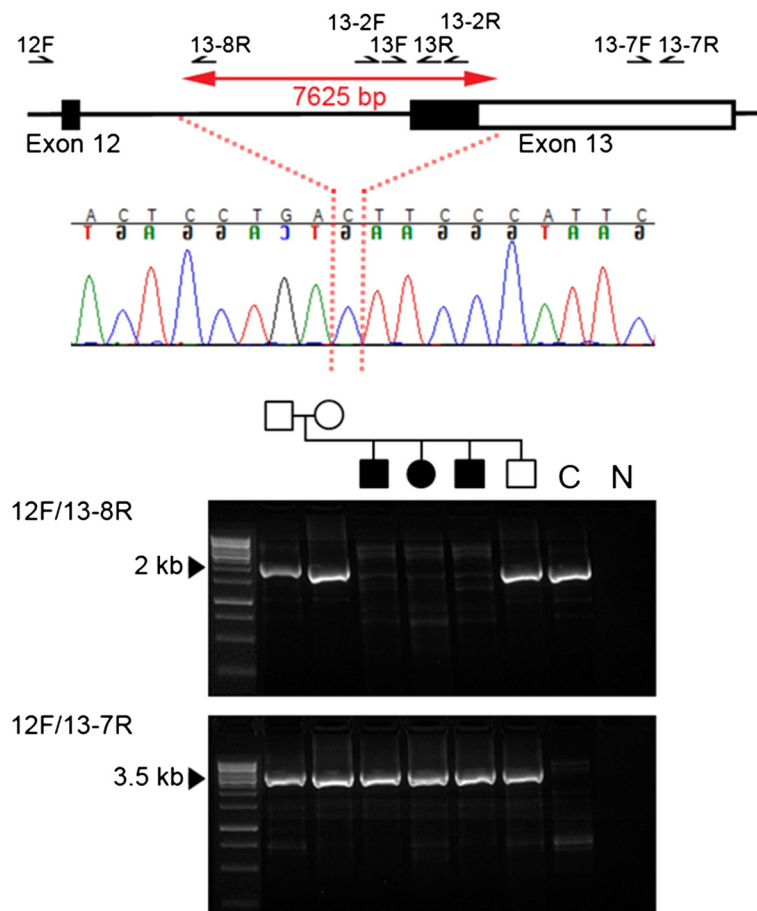 12F 13-8R 13-2F 13F 13R 13-2R 13-7F 13-7R
7625 bp
Exon 12 Exon 13
A C T C C T G A C T T C C C A T T C
T G A G G A C T G A A G G G T A A G
C N
12F/13-8R
2 kb
12F/13-7R
3.5 kb